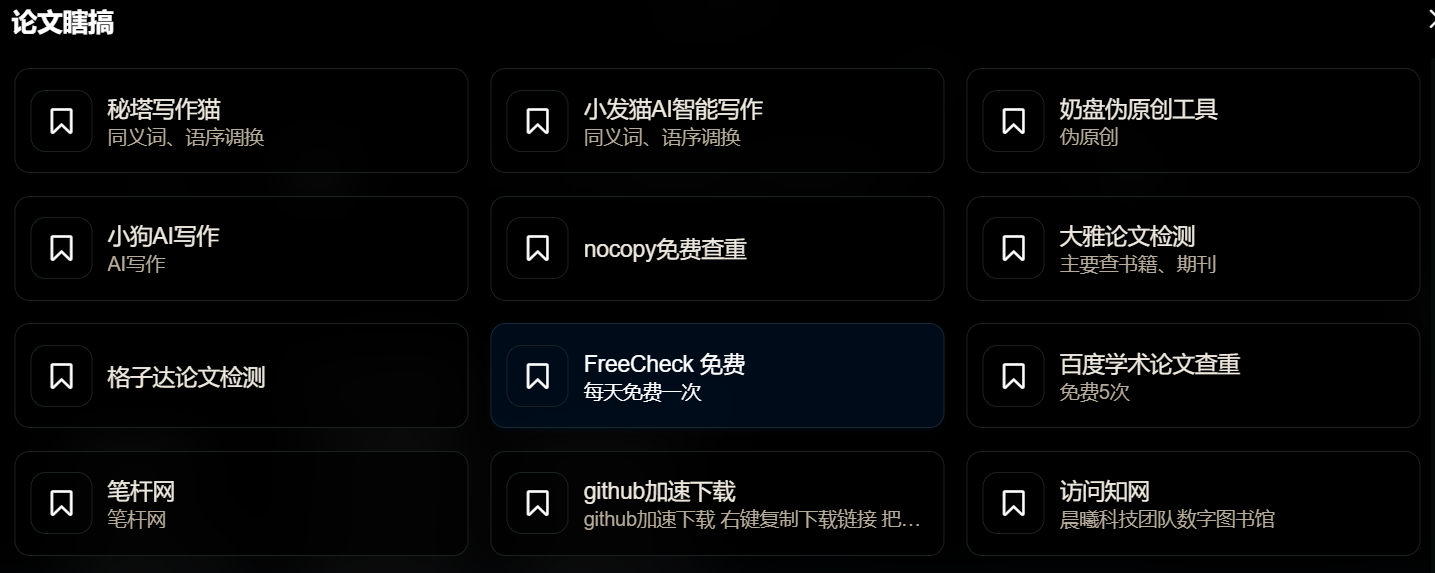 论文瞎搞
秘塔写作猫
同义词、语序调换
小发猫AI智能写作
同义词、语序调换
奶盘伪原创工具
伪原创
小狗AI写作
AI写作
nocopy免费查重
大雅论文检测
主要查书籍、期刊
格子达论文检测
FreeCheck 免费
每天免费一次
百度学术论文查重
免费5次
笔杆网
笔杆网
github加速下载
github加速下载 右键复制下载链接 把...
访问知网
晨曦科技团队数字图书馆